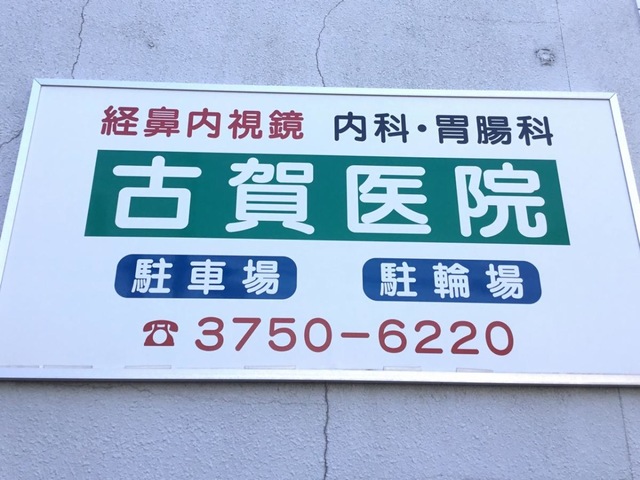 経鼻内視鏡 内科・胃腸科
古賀医院
駐車場 駐輪場
☎3750-6220